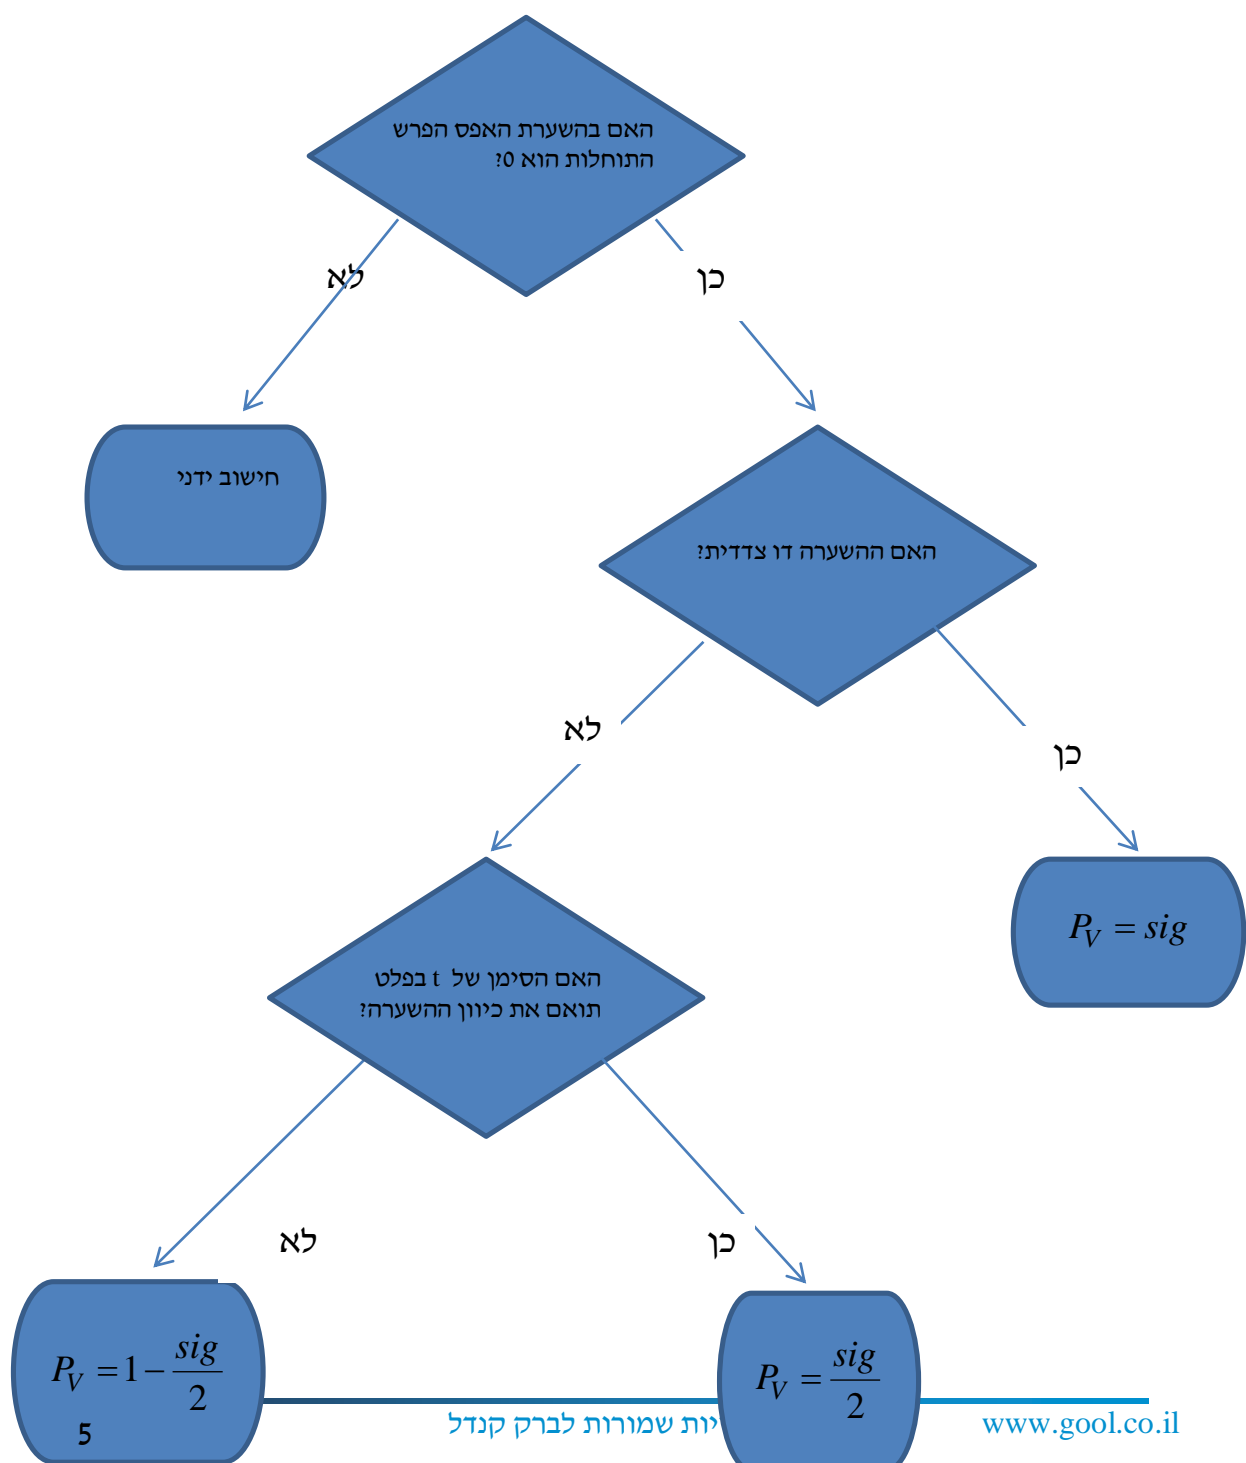 האם בהשערת האפס הפרש
התוחלות הוא 0?
לא
כן
חישוב ידני
האם ההשערה דו צדדית?
לא
כן
P_V = sig
האם הסימן של t בפלט
תואם את כיוון ההשערה?
לא
כן
P_V = 1 - sig/2
P_V = sig/2
5
יות שמורות לברק קנדל
www.gool.co.il